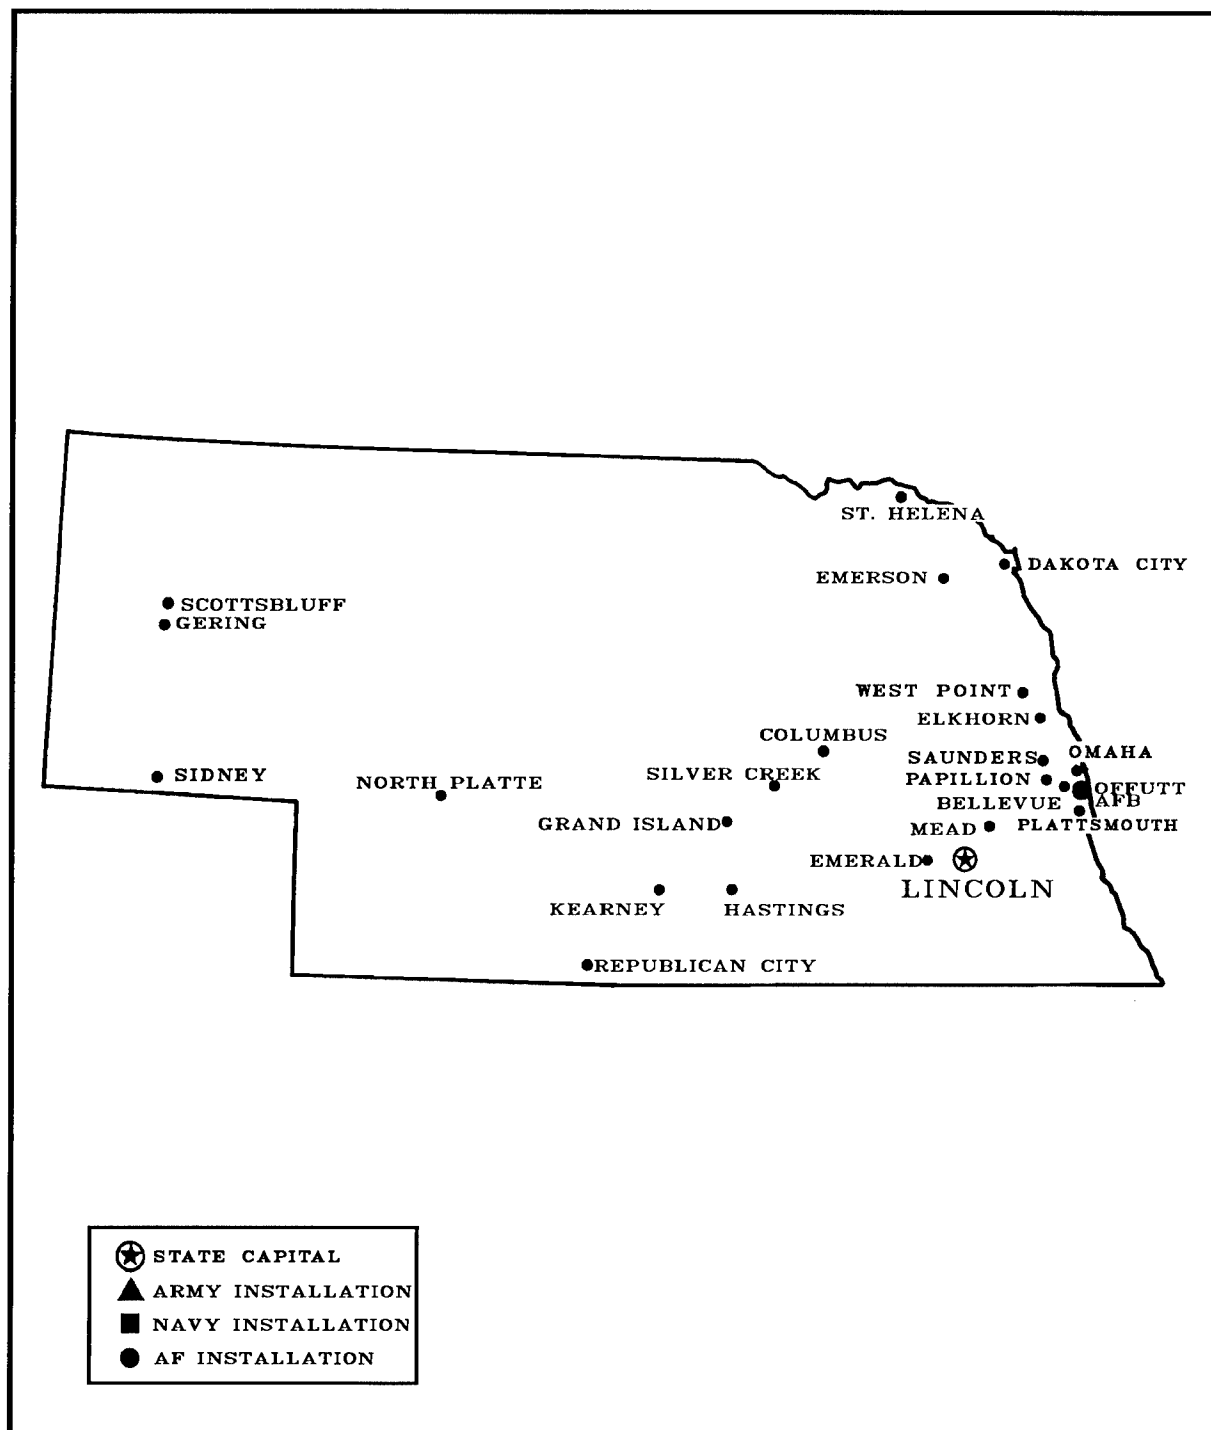 ST. HELENA
DAKOTA CITY
EMERSON
SCOTTSBLUFF
GERING
WEST POINT
ELKHORN
COLUMBUS
OMAHA
SAUNDERS
SIDNEY
SILVER CREEK
PAPILLION
NORTH PLATTE
OFFUTT
AFB
BELLEVUE
GRAND ISLAND
PLATTSMOUTH
MEAD
EMERALD
LINCOLN
KEARNEY
HASTINGS
REPUBLICAN CITY
STATE CAPITAL
ARMY INSTALLATION
NAVY INSTALLATION
AF INSTALLATION